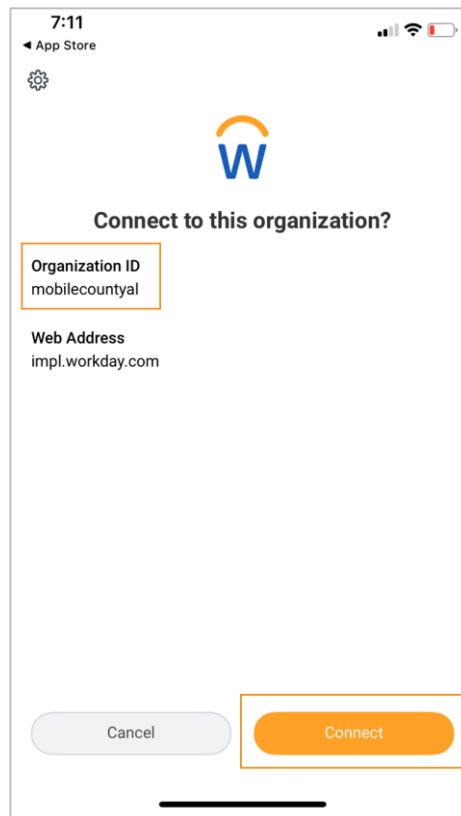 7:11
◀ App Store
W
Connect to this organization?
Organization ID
mobilecountyal
Web Address
impl.workday.com
Cancel
Connect